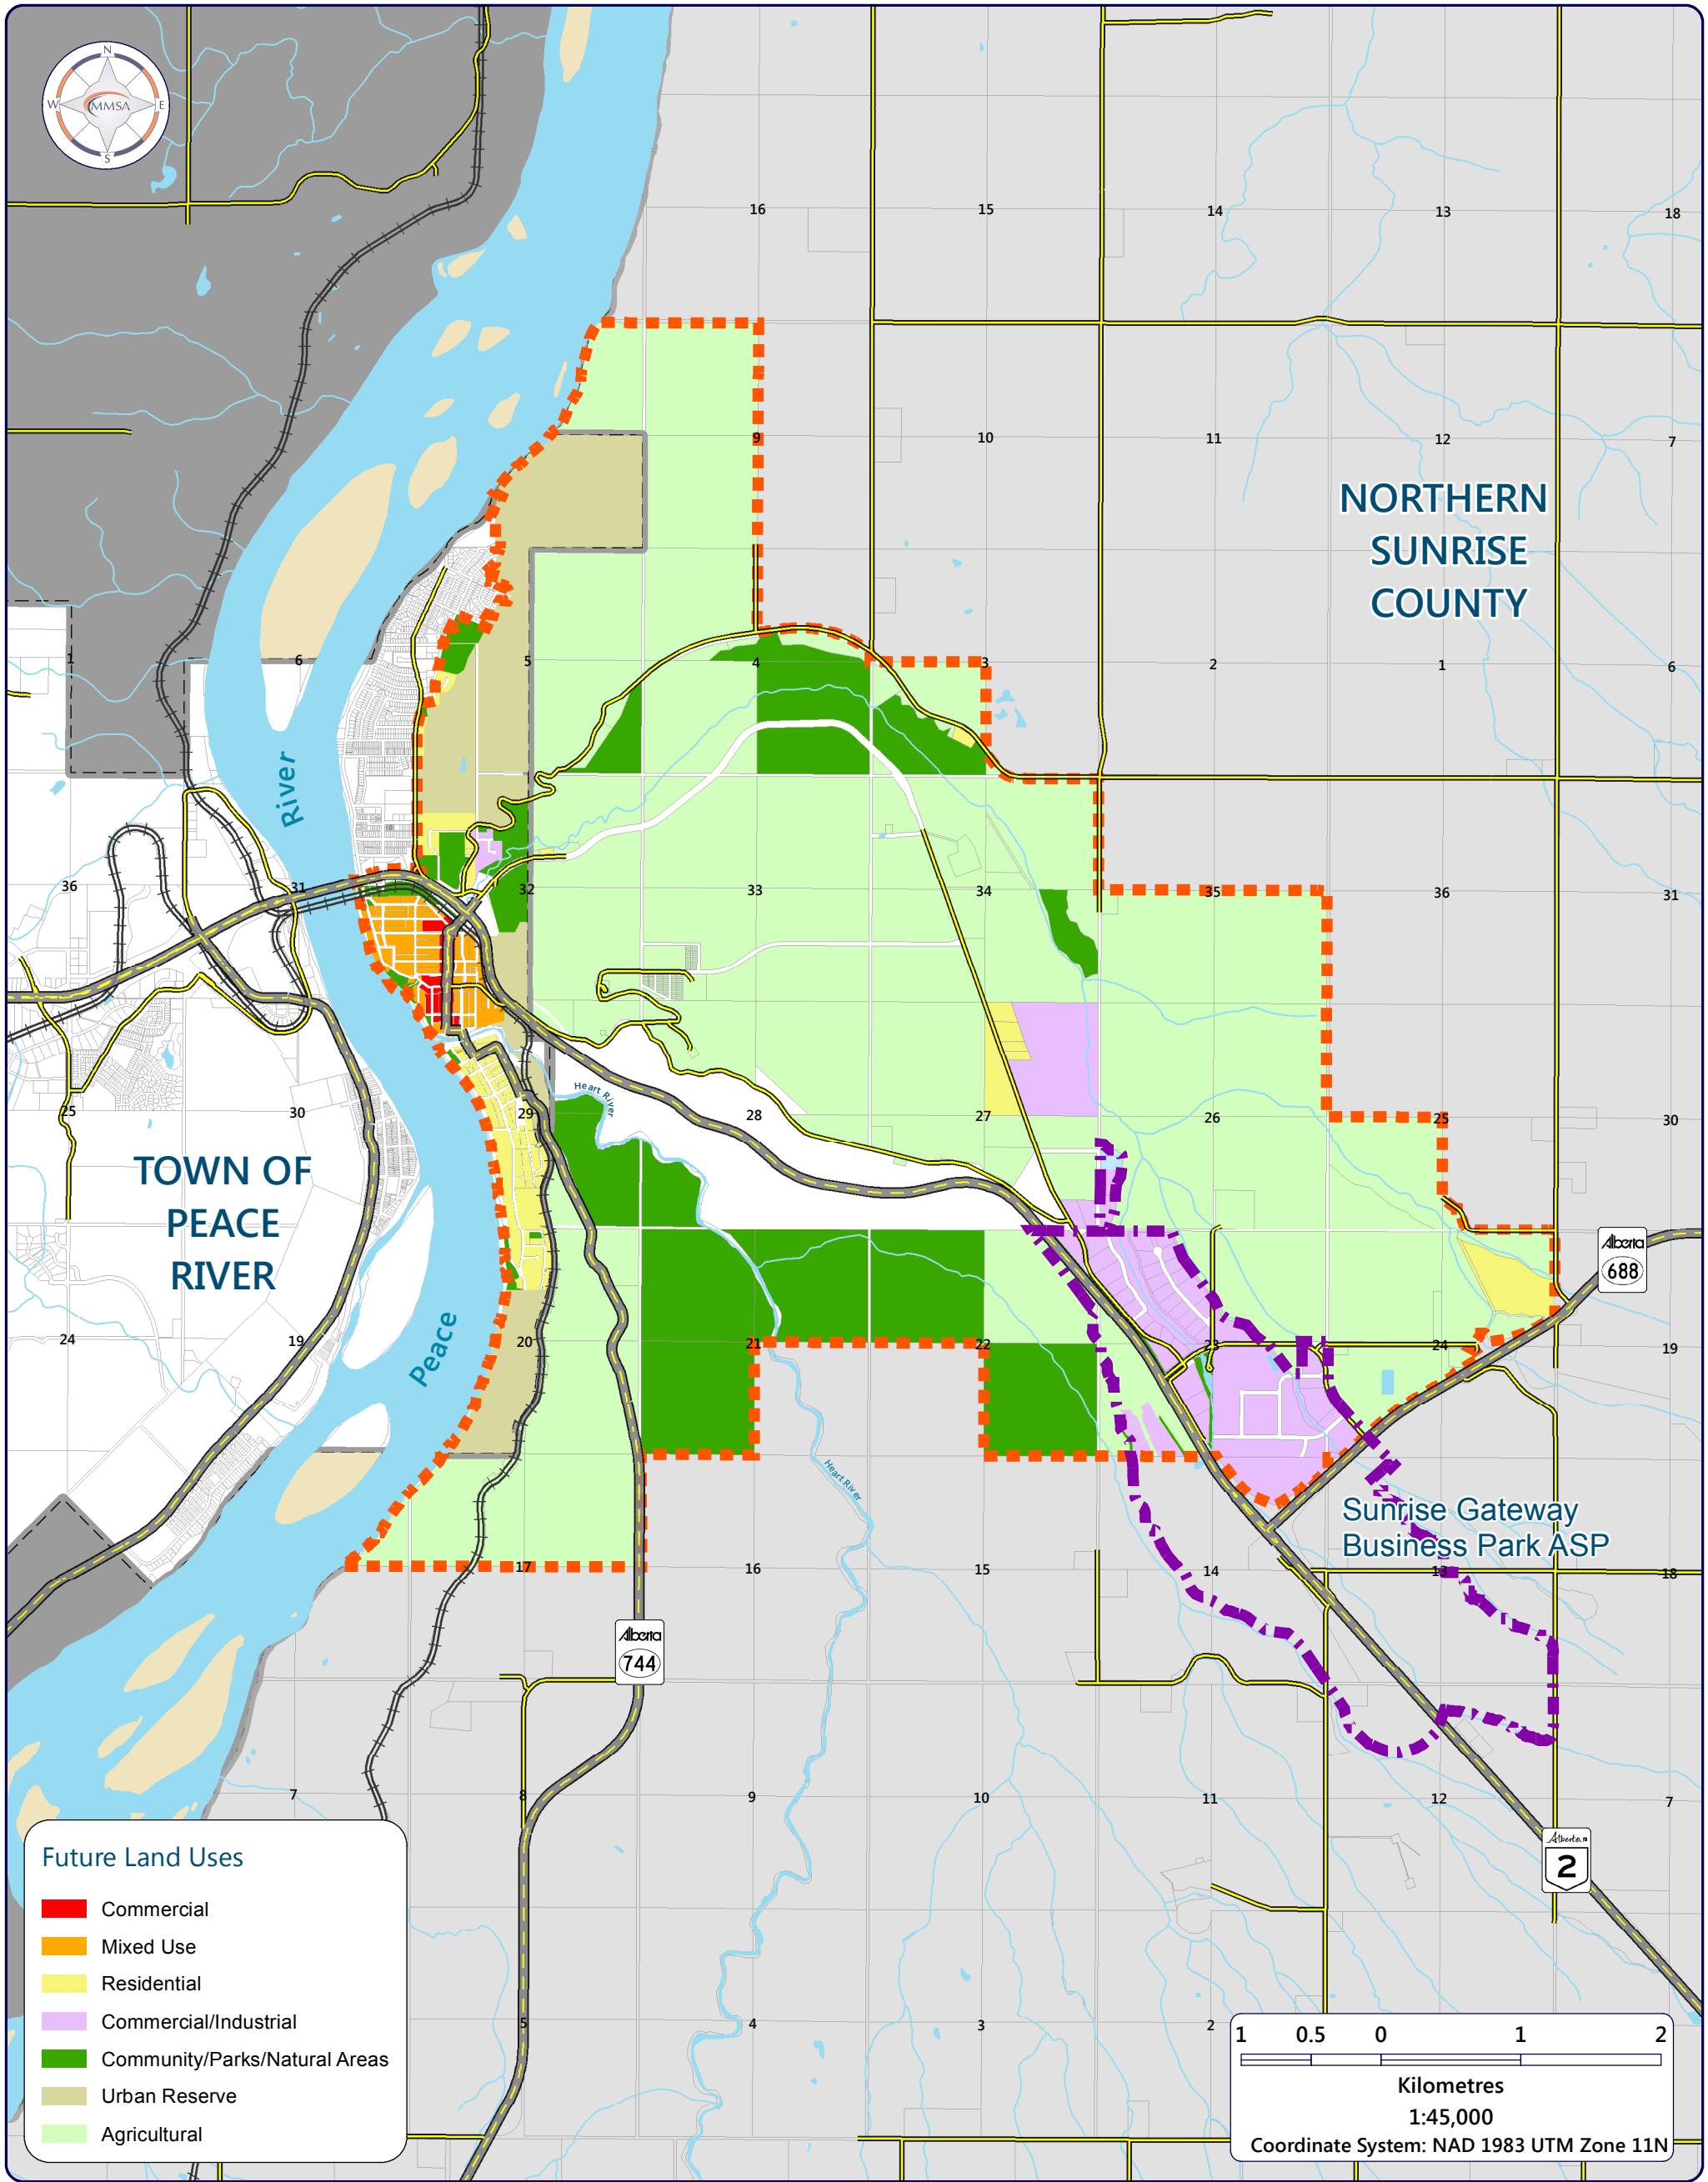 N
W
MMSA
E
S
16
15
14
13
18
9
10
11
12
7
NORTHERN
SUNRISE
COUNTY
1
6
5
4
3
2
1
6
River
36
31
32
33
34
35
36
31
Heart River
25
30
29
28
27
26
25
30
TOWN OF
PEACE
RIVER
Alberta
688
24
19
20
21
22
23
24
19
Peace
Heart River
Sunrise Gateway
Business Park ASP
17
16
15
14
13
18
Alberta
744
7
8
9
10
11
12
7
Alberta
2
Future Land Uses
Commercial
Mixed Use
Residential
Commercial/Industrial
Community/Parks/Natural Areas
Urban Reserve
Agricultural
5
4
3
2
1 0.5 0 1 2
Kilometres
1:45,000
Coordinate System: NAD 1983 UTM Zone 11N